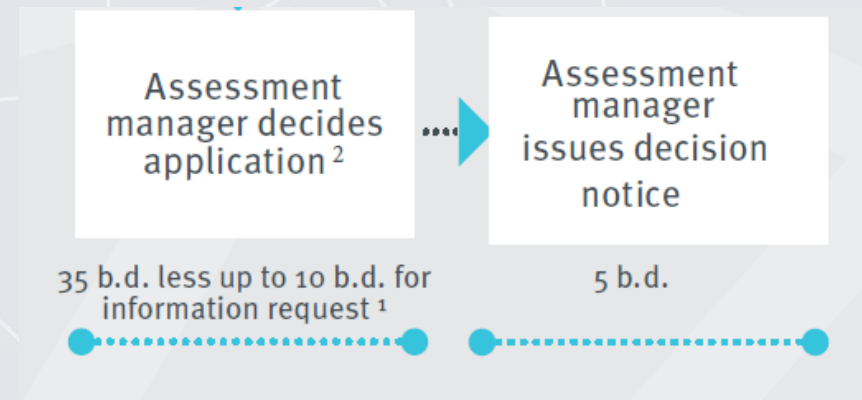 Assessment
manager decides
application ²
Assessment
manager
issues decision
notice
35 b.d. less up to 10 b.d. for
information request ¹
5 b.d.